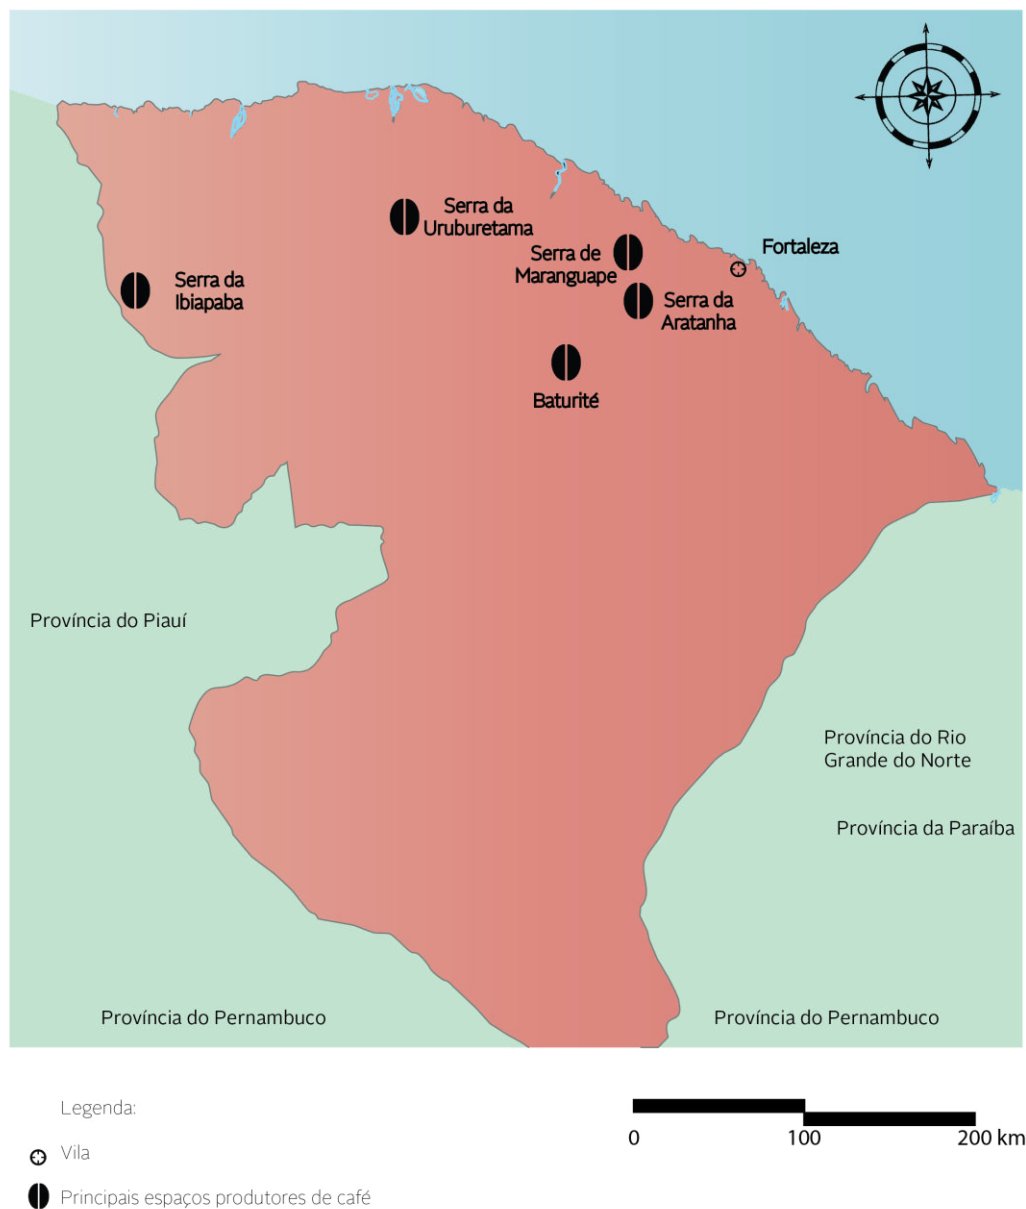 Serra da
Uruburetama
Serra de
Maranguape
Fortaleza
Serra da
Ibiapaba
Serra da
Aratanha
Baturité
Província do Piauí
Província do Rio
Grande do Norte
Província da Paraíba
Província do Pernambuco
Província do Pernambuco
Legenda:
Vila
Principais espaços produtores de café
0 100 200 km